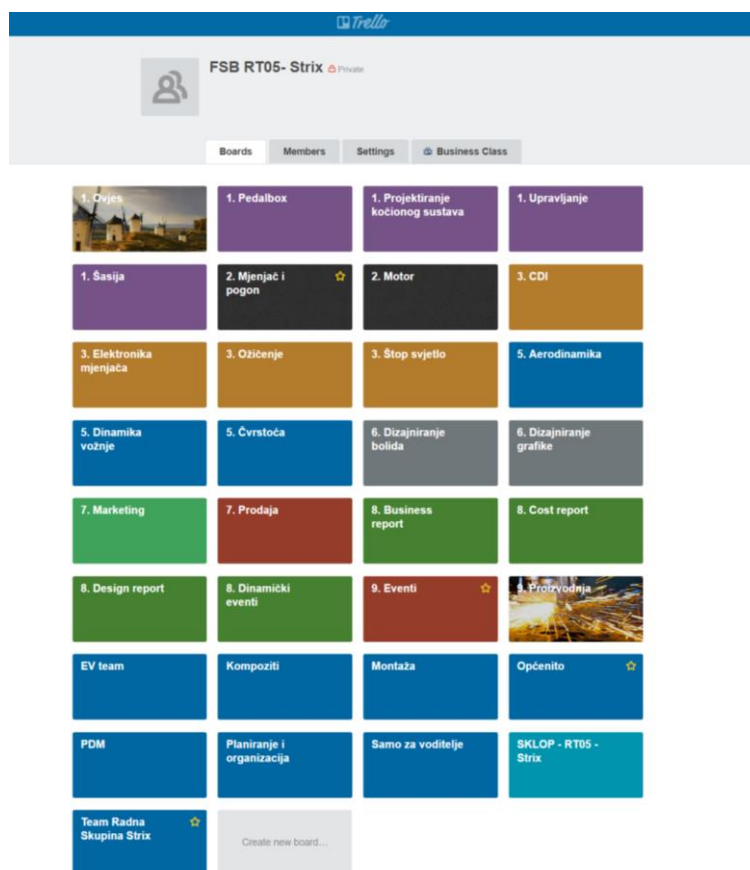 Trello
FSB RT05- Strix Private
Boards Members Settings Business Class
1. Ovjes
1. Pedalbox
1. Projektiranje
kočionog sustava
1. Upravljanje
1. Šasija
2. Mjenjač i
pogon
2. Motor
3. CDI
3. Elektronika
mjenjača
3. Ožičenje
3. Štop svjetlo
5. Aerodinamika
5. Dinamika
vožnje
5. Čvrstoća
6. Dizajniranje
bolida
6. Dizajniranje
grafike
7. Marketing
7. Prodaja
8. Business
report
8. Cost report
8. Design report
8. Dinamički
eventi
9. Eventi
9. Proizvodnja
EV team
Kompoziti
Montaža
Općenito
PDM
Planiranje i
organizacija
Samo za voditelje
SKLOP - RT05 -
Strix
Team Radna
Skupina Strix
Create new board...